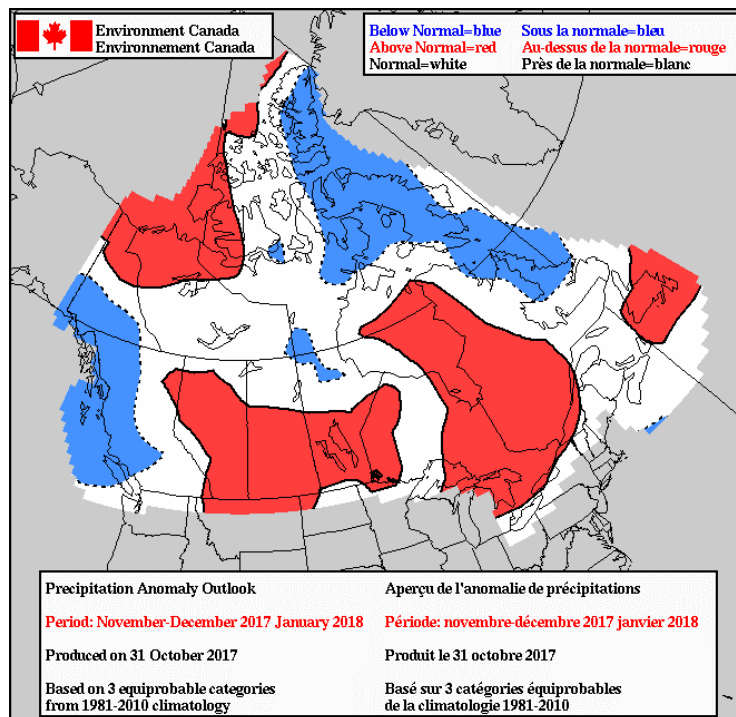 Environment Canada
Environnement Canada
Below Normal=blue
Above Normal=red
Normal=white
Sous la normale=bleu
Au-dessus de la normale=rouge
Près de la normale=blanc
Precipitation Anomaly Outlook
Period: November-December 2017 January 2018
Produced on 31 October 2017
Based on 3 equiprobable categories
from 1981-2010 climatology
Aperçu de l'anomalie de précipitations
Période: novembre-décembre 2017 janvier 2018
Produit le 31 octobre 2017
Basé sur 3 catégories équiprobables
de la climatologie 1981-2010